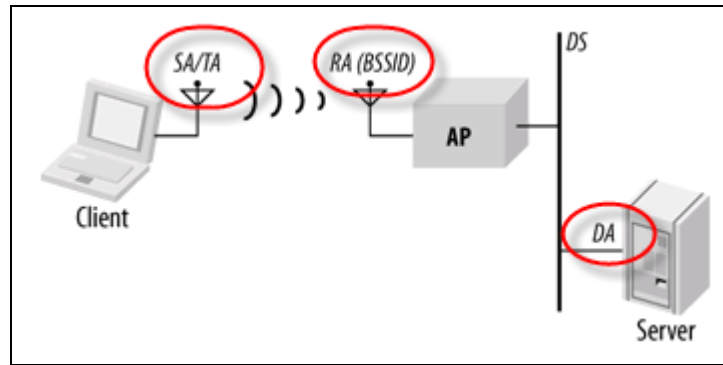 SA/TA
RA (BSSID)
DS
AP
Client
DA
Server